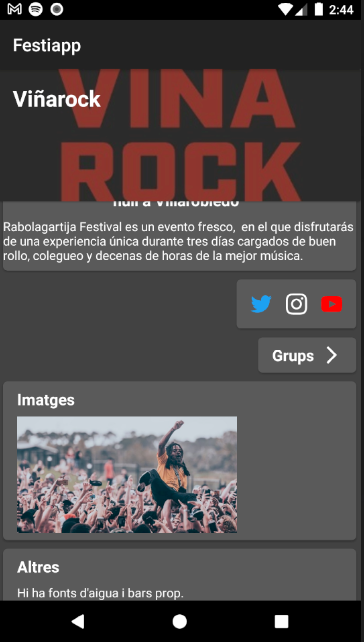 2:44
Festiapp
VIÑA
Viñarock
ROCK
null a Villarobledo
Rabolagartija Festival es un evento fresco, en el que disfrutarás
de una experiencia única durante tres días cargados de buen
rollo, colegueo y decenas de horas de la mejor música.
Grups
Imatges
Altres
Hi ha fonts d'aigua i bars prop.